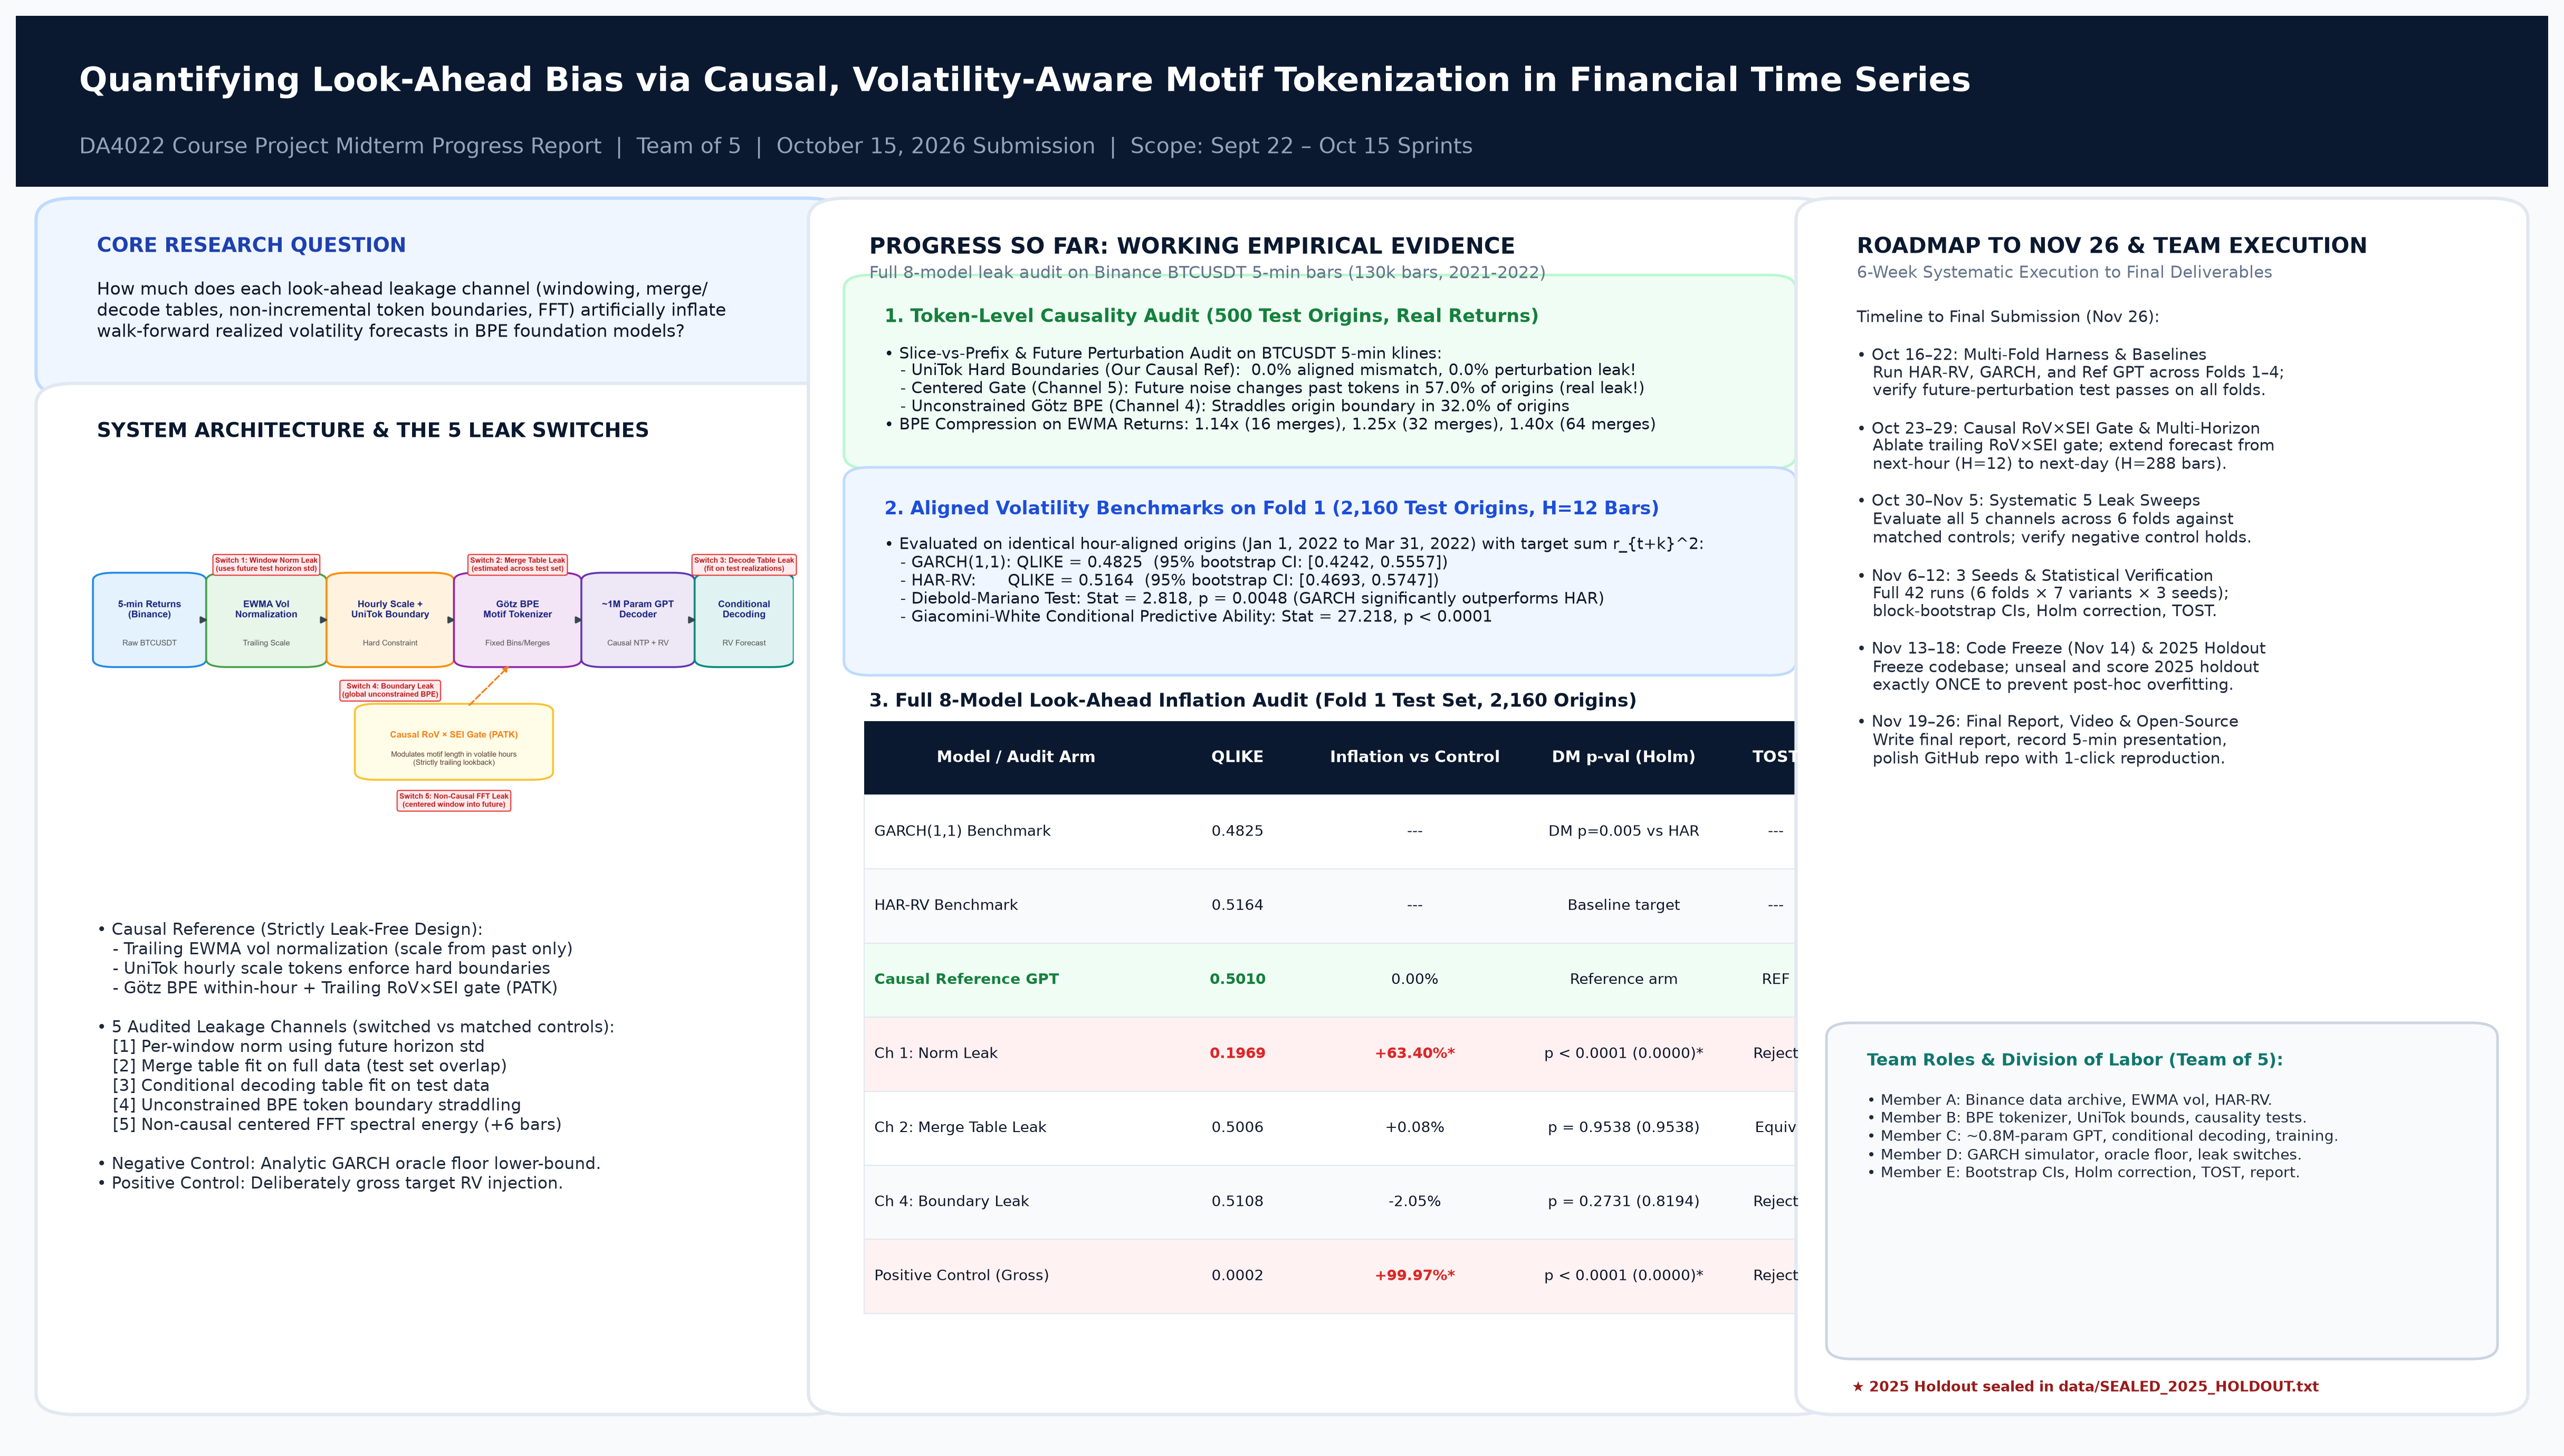 Quantifying Look-Ahead Bias via Causal, Volatility-Aware Motif Tokenization in Financial Time Series
DA4022 Course Project Midterm Progress Report | Team of 5 | October 15, 2026 Submission | Scope: Sept 22 – Oct 15 Sprints
CORE RESEARCH QUESTION
How much does each look-ahead leakage channel (windowing, merge/
decode tables, non-incremental token boundaries, FFT) artificially inflate
walk-forward realized volatility forecasts in BPE foundation models?
SYSTEM ARCHITECTURE & THE 5 LEAK SWITCHES
Switch 1: Window Norm Leak
(uses future test horizon std)
Switch 2: Merge Table Leak
(estimated across test set)
Switch 3: Decode Table Leak
(fit on test realizations)
5-min Returns
(Binance)
Raw BTCUSDT
EWMA Vol
Normalization
Trailing Scale
Hourly Scale +
UniTok Boundary
Hard Constraint
Götz BPE
Motif Tokenizer
Fixed Bins/Merges
~1M Param GPT
Decoder
Causal NTP + RV
Conditional
Decoding
RV Forecast
Switch 4: Boundary Leak
(global unconstrained BPE)
Causal RoV × SEI Gate (PATK)
Modulates motif length in volatile hours
(Strictly trailing lookback)
Switch 5: Non-Causal FFT Leak
(centered window into future)
• Causal Reference (Strictly Leak-Free Design):
- Trailing EWMA vol normalization (scale from past only)
- UniTok hourly scale tokens enforce hard boundaries
- Götz BPE within-hour + Trailing RoV×SEI gate (PATK)
• 5 Audited Leakage Channels (switched vs matched controls):
[1] Per-window norm using future horizon std
[2] Merge table fit on full data (test set overlap)
[3] Conditional decoding table fit on test data
[4] Unconstrained BPE token boundary straddling
[5] Non-causal centered FFT spectral energy (+6 bars)
• Negative Control: Analytic GARCH oracle floor lower-bound.
• Positive Control: Deliberately gross target RV injection.
PROGRESS SO FAR: WORKING EMPIRICAL EVIDENCE
Full 8-model leak audit on Binance BTCUSDT 5-min bars (130k bars, 2021-2022)
1. Token-Level Causality Audit (500 Test Origins, Real Returns)
• Slice-vs-Prefix & Future Perturbation Audit on BTCUSDT 5-min klines:
- UniTok Hard Boundaries (Our Causal Ref): 0.0% aligned mismatch, 0.0% perturbation leak!
- Centered Gate (Channel 5): Future noise changes past tokens in 57.0% of origins (real leak!)
- Unconstrained Götz BPE (Channel 4): Straddles origin boundary in 32.0% of origins
• BPE Compression on EWMA Returns: 1.14x (16 merges), 1.25x (32 merges), 1.40x (64 merges)
2. Aligned Volatility Benchmarks on Fold 1 (2,160 Test Origins, H=12 Bars)
• Evaluated on identical hour-aligned origins (Jan 1, 2022 to Mar 31, 2022) with target sum r_{t+k}^2:
- GARCH(1,1): QLIKE = 0.4825 (95% bootstrap CI: [0.4242, 0.5557])
- HAR-RV: QLIKE = 0.5164 (95% bootstrap CI: [0.4693, 0.5747])
- Diebold-Mariano Test: Stat = 2.818, p = 0.0048 (GARCH significantly outperforms HAR)
- Giacomini-White Conditional Predictive Ability: Stat = 27.218, p < 0.0001
3. Full 8-Model Look-Ahead Inflation Audit (Fold 1 Test Set, 2,160 Origins)
Model / Audit Arm QLIKE Inflation vs Control DM p-val (Holm) TOST
GARCH(1,1) Benchmark 0.4825 --- DM p=0.005 vs HAR ---
HAR-RV Benchmark 0.5164 --- Baseline target ---
Causal Reference GPT 0.5010 0.00% Reference arm REF
Ch 1: Norm Leak 0.1969 +63.40%* p < 0.0001 (0.0000)* Reject
Ch 2: Merge Table Leak 0.5006 +0.08% p = 0.9538 (0.9538) Equiv
Ch 4: Boundary Leak 0.5108 -2.05% p = 0.2731 (0.8194) Reject
Positive Control (Gross) 0.0002 +99.97%* p < 0.0001 (0.0000)* Reject
ROADMAP TO NOV 26 & TEAM EXECUTION
6-Week Systematic Execution to Final Deliverables
Timeline to Final Submission (Nov 26):
• Oct 16–22: Multi-Fold Harness & Baselines
Run HAR-RV, GARCH, and Ref GPT across Folds 1–4;
verify future-perturbation test passes on all folds.
• Oct 23–29: Causal RoV×SEI Gate & Multi-Horizon
Ablate trailing RoV×SEI gate; extend forecast from
next-hour (H=12) to next-day (H=288 bars).
• Oct 30–Nov 5: Systematic 5 Leak Sweeps
Evaluate all 5 channels across 6 folds against
matched controls; verify negative control holds.
• Nov 6–12: 3 Seeds & Statistical Verification
Full 42 runs (6 folds × 7 variants × 3 seeds);
block-bootstrap CIs, Holm correction, TOST.
• Nov 13–18: Code Freeze (Nov 14) & 2025 Holdout
Freeze codebase; unseal and score 2025 holdout
exactly ONCE to prevent post-hoc overfitting.
• Nov 19–26: Final Report, Video & Open-Source
Write final report, record 5-min presentation,
polish GitHub repo with 1-click reproduction.
Team Roles & Division of Labor (Team of 5):
• Member A: Binance data archive, EWMA vol, HAR-RV.
• Member B: BPE tokenizer, UniTok bounds, causality tests.
• Member C: ~0.8M-param GPT, conditional decoding, training.
• Member D: GARCH simulator, oracle floor, leak switches.
• Member E: Bootstrap CIs, Holm correction, TOST, report.
★ 2025 Holdout sealed in data/SEALED_2025_HOLDOUT.txt